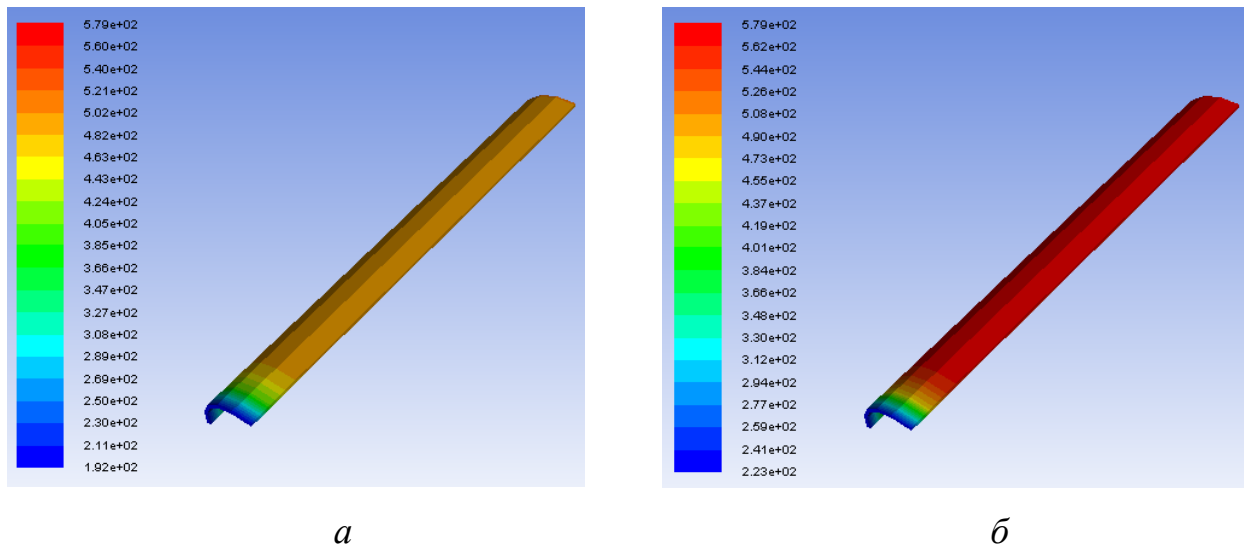 5.79e+02
5.60e+02
5.40e+02
5.21e+02
5.02e+02
4.82e+02
4.63e+02
4.43e+02
4.24e+02
4.05e+02
3.85e+02
3.66e+02
3.47e+02
3.27e+02
3.08e+02
2.89e+02
2.69e+02
2.50e+02
2.30e+02
2.11e+02
1.92e+02
а
5.79e+02
5.62e+02
5.44e+02
5.26e+02
5.08e+02
4.90e+02
4.73e+02
4.55e+02
4.37e+02
4.19e+02
4.01e+02
3.84e+02
3.66e+02
3.48e+02
3.30e+02
3.12e+02
2.94e+02
2.77e+02
2.59e+02
2.41e+02
2.23e+02
б